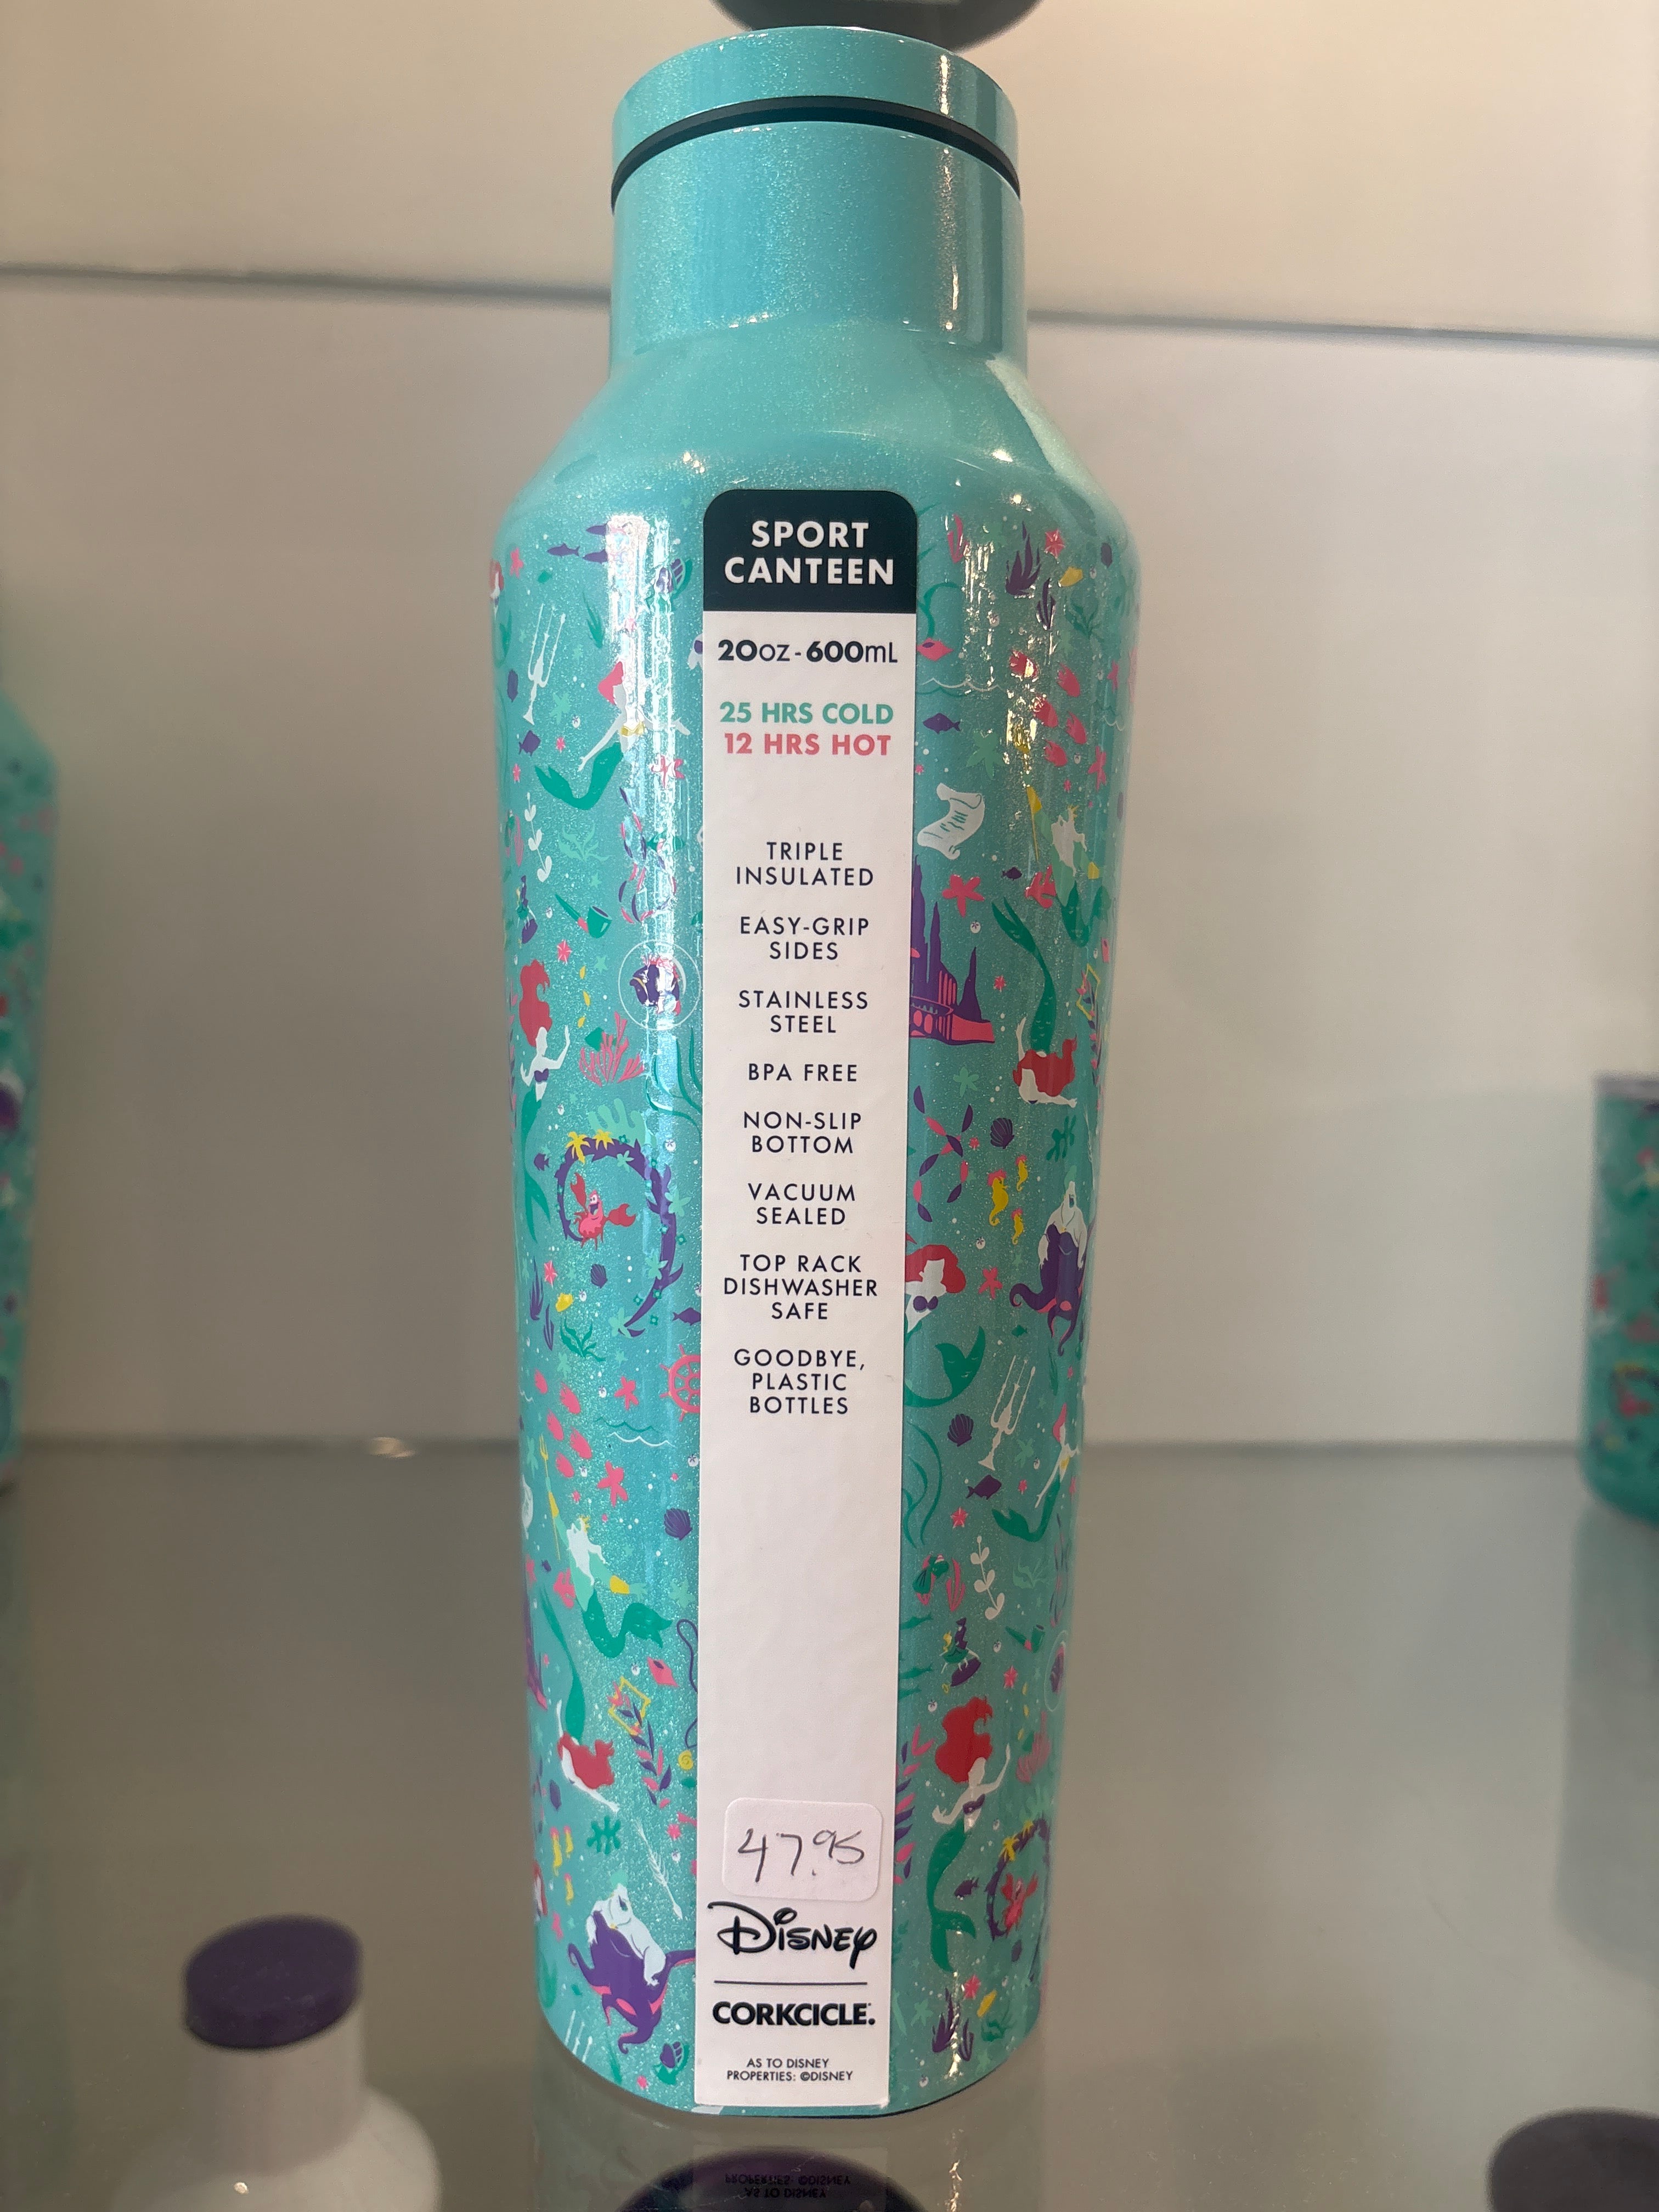 SPORT
CANTEEN
20oz - 600mL
25 HRS COLD
12 HRS HOT
TRIPLE
INSULATED
EASY-GRIP
SIDES
STAINLESS
STEEL
BPA FREE
NON-SLIP
BOTTOM
VACUUM
SEALED
TOP RACK
DISHWASHER
SAFE
GOODBYE,
PLASTIC
BOTTLES
47.95
Disney
CORKCICLE.
AS TO DISNEY
PROPERTIES: ©DISNEY